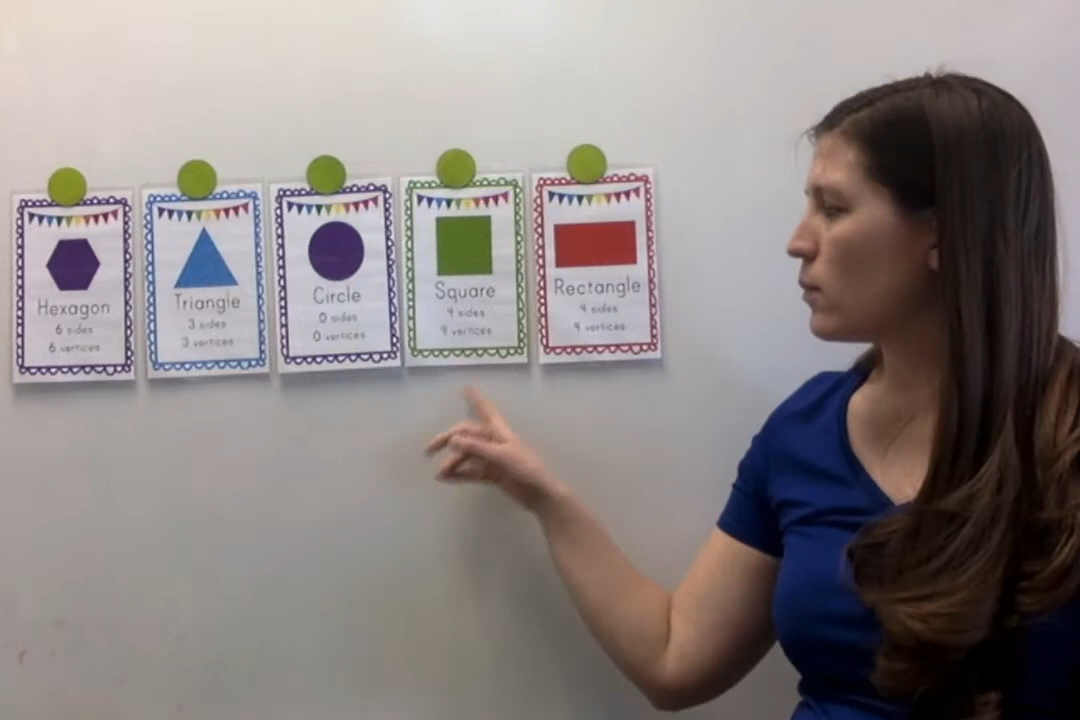 Hexagon
6 sides
6 vertices
Triangle
3 sides
3 vertices
Circle
0 sides
0 vertices
Square
4 sides
4 vertices
Rectangle
4 sides
4 vertices